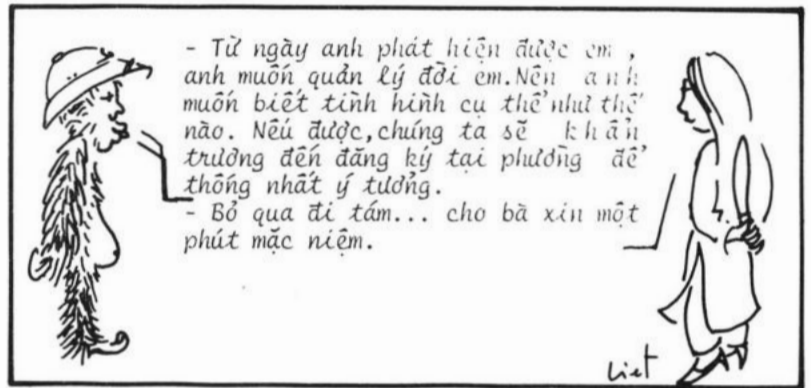 - Từ ngày anh phát hiện được em ,
anh muốn quản lý đời em.Nên anh
muốn biết tình hình cụ thể như thế
nào. Nếu được,chúng ta sẽ khẩn
trương đến đăng ký tại phường để
thống nhất ý tưởng.
- Bỏ qua đi tám... cho bà xin một
phút mặc niệm.
Liet